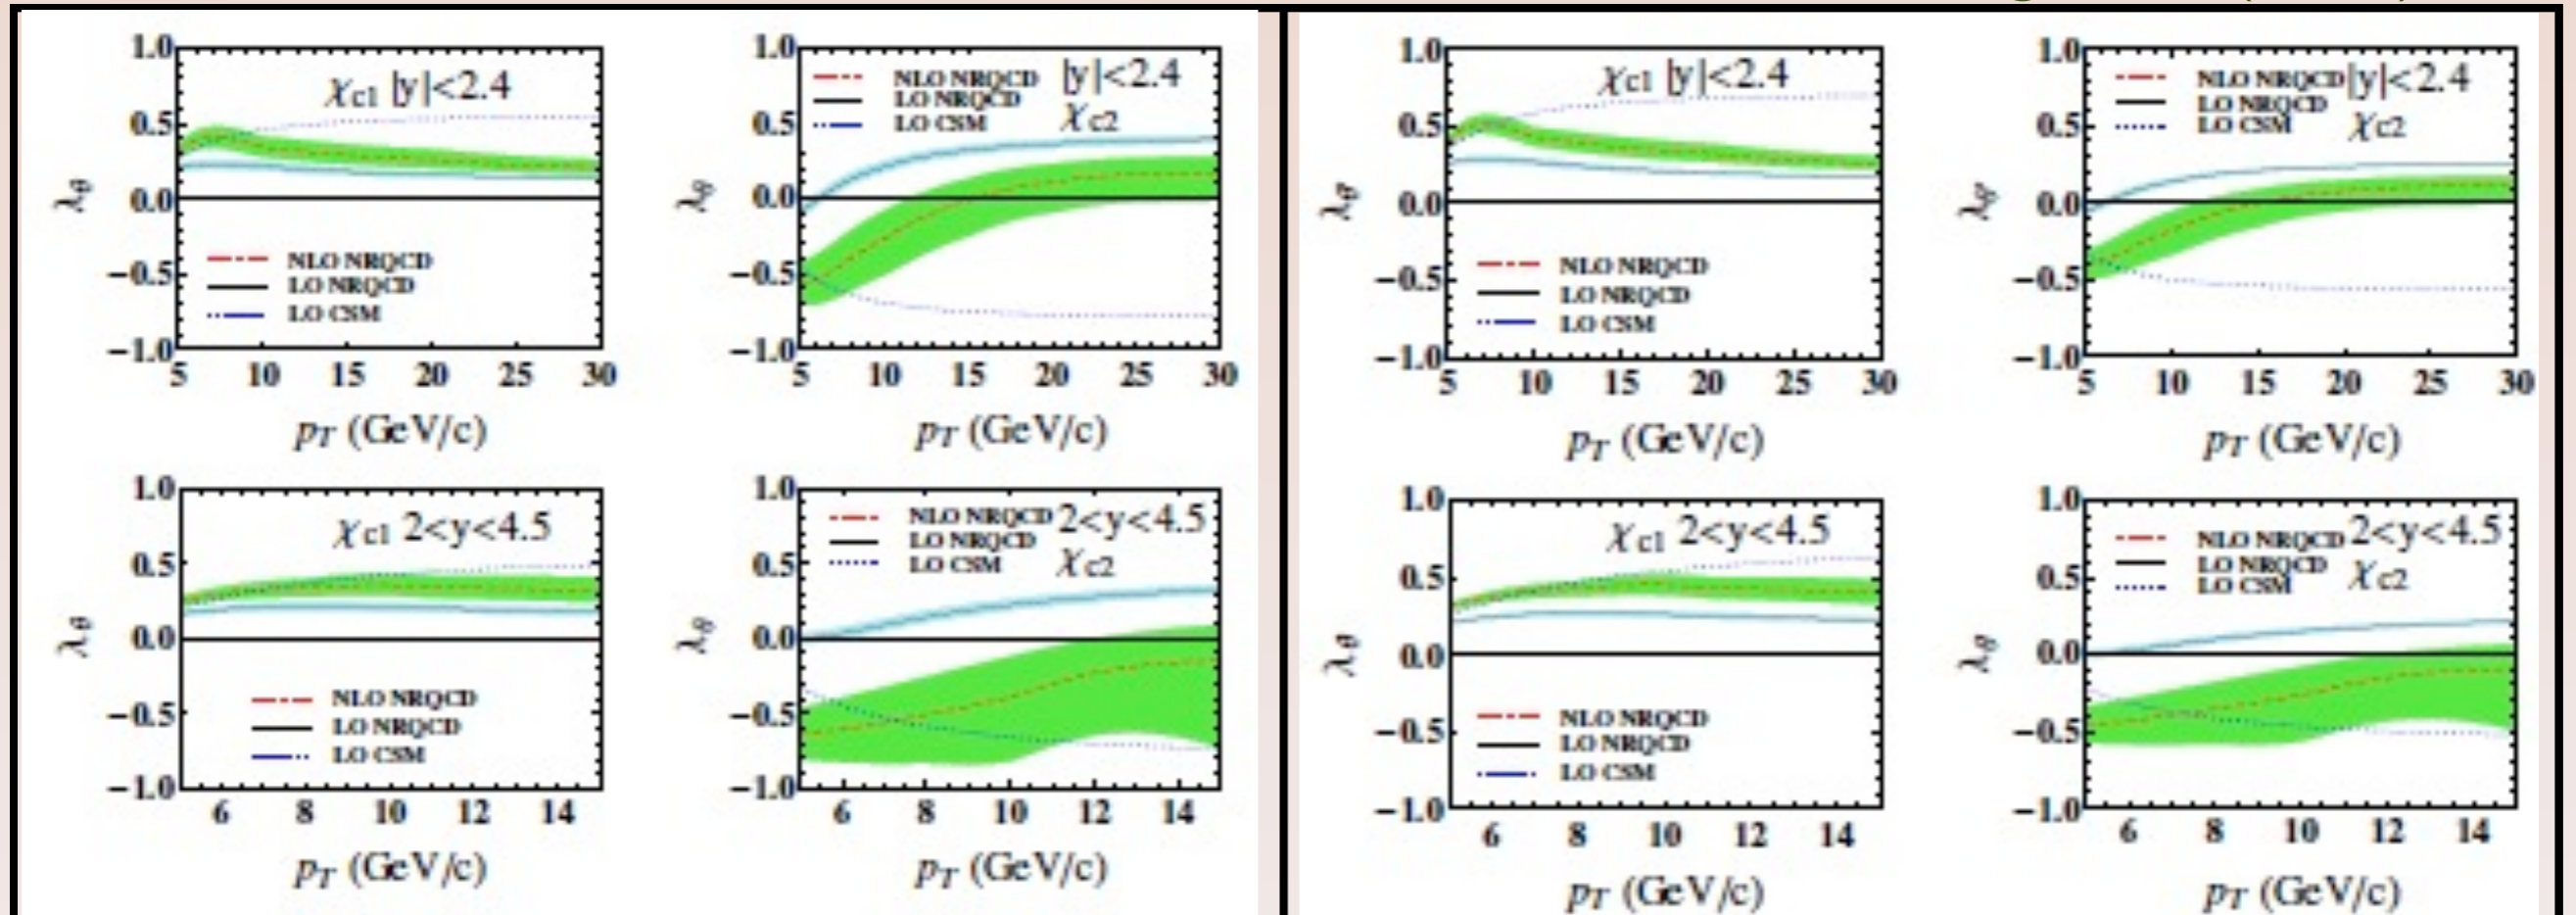 1.0
0.5
0.0
−0.5
−1.0
λθ
χc1 |y|<2.4
NLO NRQCD
LO NRQCD
LO CSM
5 10 15 20 25 30
pT (GeV/c)
1.0
0.5
0.0
−0.5
−1.0
λθ
NLO NRQCD |y|<2.4
LO NRQCD
LO CSM χc2
5 10 15 20 25 30
pT (GeV/c)
1.0
0.5
0.0
−0.5
−1.0
λθ
χc1 2<y<4.5
NLO NRQCD
LO NRQCD
LO CSM
6 8 10 12 14
pT (GeV/c)
1.0
0.5
0.0
−0.5
−1.0
λθ
NLO NRQCD 2<y<4.5
LO NRQCD
LO CSM χc2
6 8 10 12 14
pT (GeV/c)
1.0
0.5
0.0
−0.5
−1.0
λθ
χc1 |y|<2.4
NLO NRQCD
LO NRQCD
LO CSM
5 10 15 20 25 30
pT (GeV/c)
1.0
0.5
0.0
−0.5
−1.0
λθ
NLO NRQCD |y|<2.4
LO NRQCD
LO CSM χc2
5 10 15 20 25 30
pT (GeV/c)
1.0
0.5
0.0
−0.5
−1.0
λθ
χc1 2<y<4.5
NLO NRQCD
LO NRQCD
LO CSM
6 8 10 12 14
pT (GeV/c)
1.0
0.5
0.0
−0.5
−1.0
λθ
NLO NRQCD 2<y<4.5
LO NRQCD
LO CSM χc2
6 8 10 12 14
pT (GeV/c)